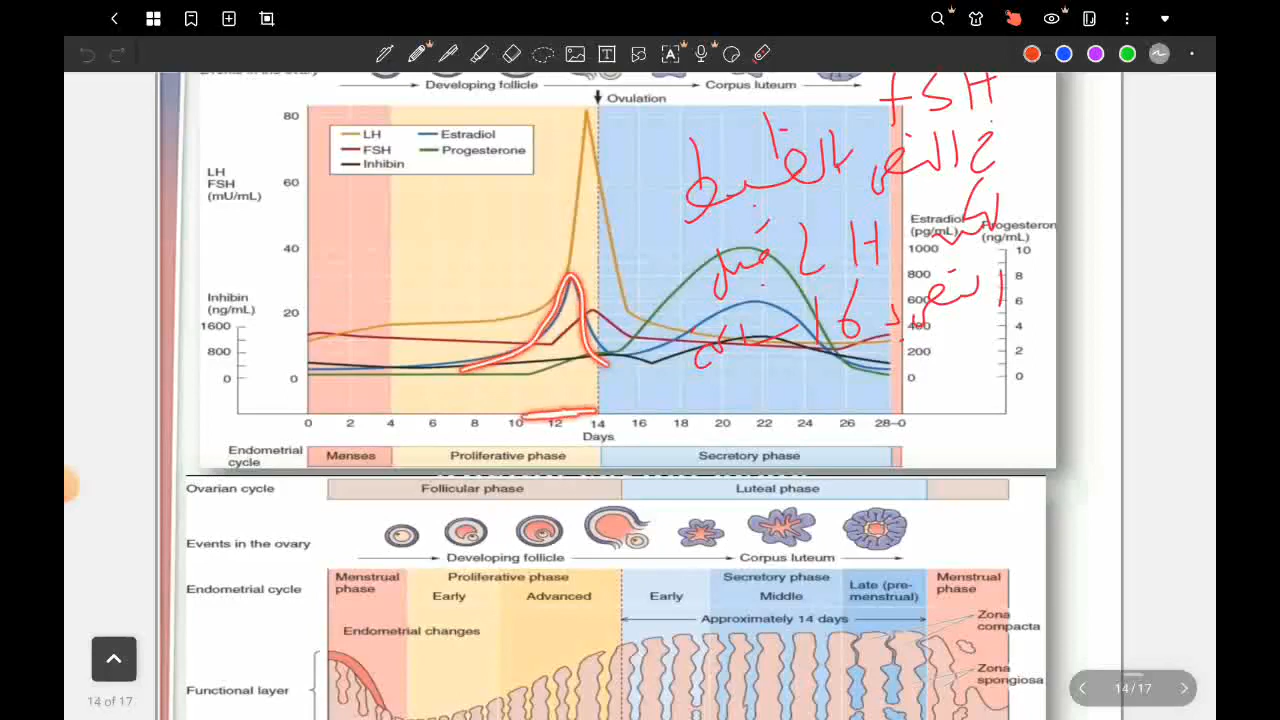 Developing follicle
Corpus luteum
Ovulation
FSH
80
LH
Estradiol
FSH
Progesterone
Inhibin
LH
FSH
(mU/mL)
60
40
20
0
Inhibin
(ng/mL)
1600
800
0
LH
16
Estradiol
(pg/mL)
1000
800
600
400
200
0
Progesteron
(ng/mL)
10
8
6
4
2
0
0 2 4 6 8 10 12 14 16 18 20 22 24 26 28–0
Days
Endometrial
cycle
Menses
Proliferative phase
Secretory phase
Ovarian cycle
Follicular phase
Luteal phase
Events in the ovary
Developing follicle
Corpus luteum
Endometrial cycle
Menstrual
phase
Proliferative phase
Early
Advanced
Secretory phase
Early
Middle
Late (pre-
menstrual)
Menstrual
phase
Approximately 14 days
Endometrial changes
Zona
compacta
Zona
spongiosa
Functional layer
14 of 17
14/17